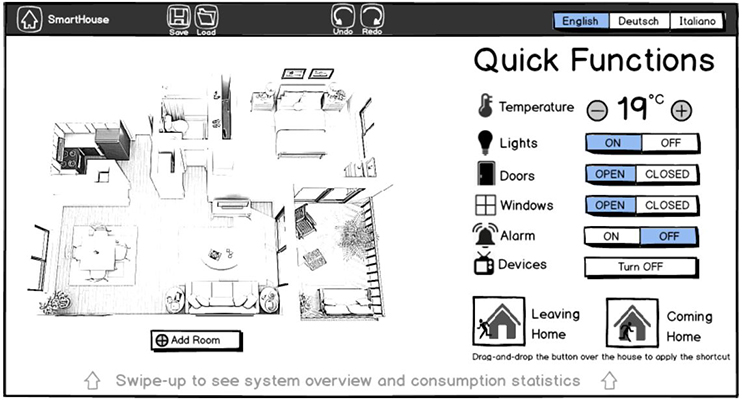 SmartHouse
Save Load
Undo Redo
English Deutsch Italiano
Quick Functions
Temperature 19°C
Lights ON OFF
Doors OPEN CLOSED
Windows OPEN CLOSED
Alarm ON OFF
Devices Turn OFF
Leaving Home
Coming Home
Drag-and-drop the button over the house to apply the shortcut
Add Room
Swipe-up to see system overview and consumption statistics